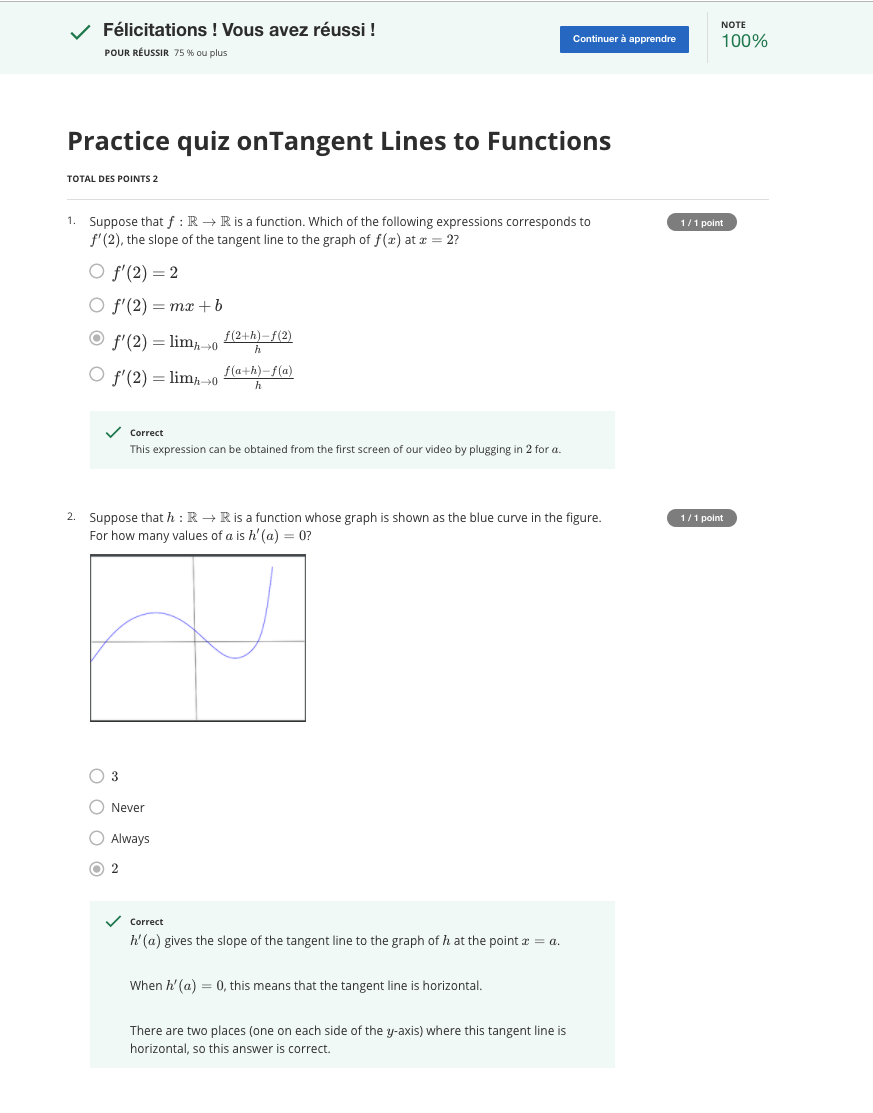 Félicitations ! Vous avez réussi !
POUR RÉUSSIR 75 % ou plus
Continuer à apprendre
NOTE
100%
Practice quiz onTangent Lines to Functions
TOTAL DES POINTS 2
1. Suppose that f : ℝ → ℝ is a function. Which of the following expressions corresponds to
f′(2), the slope of the tangent line to the graph of f(x) at x = 2?
1 / 1 point
f′(2) = 2
f′(2) = mx + b
f′(2) = lim_{h→0} \frac{f(2+h)−f(2)}{h}
f′(2) = lim_{h→0} \frac{f(a+h)−f(a)}{h}
Correct
This expression can be obtained from the first screen of our video by plugging in 2 for a.
2. Suppose that h : ℝ → ℝ is a function whose graph is shown as the blue curve in the figure.
For how many values of a is h′(a) = 0?
1 / 1 point
3
Never
Always
2
Correct
h′(a) gives the slope of the tangent line to the graph of h at the point x = a.
When h′(a) = 0, this means that the tangent line is horizontal.
There are two places (one on each side of the y-axis) where this tangent line is
horizontal, so this answer is correct.